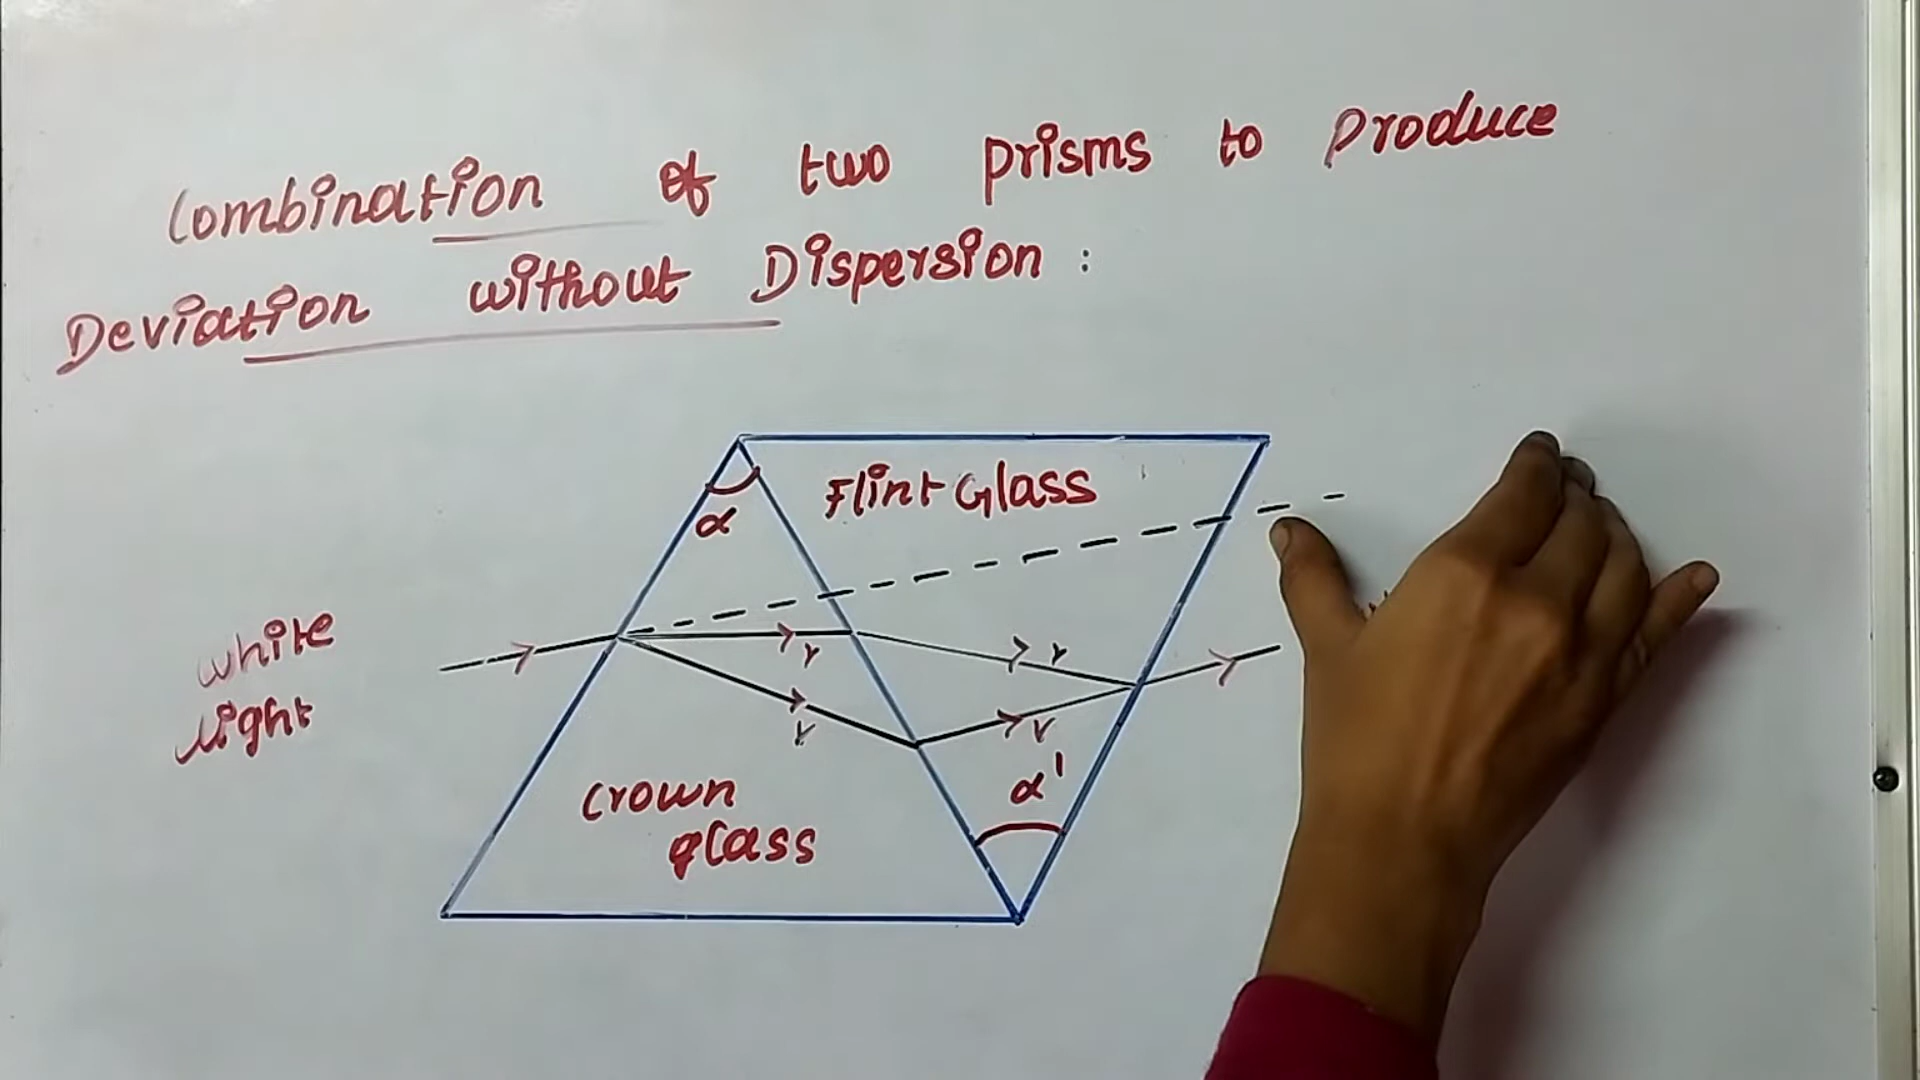 Combination of two prisms to produce
Deviation without Dispersion :
Flint Glass
α
white
light
r
r
r
v
α'
Crown
glass